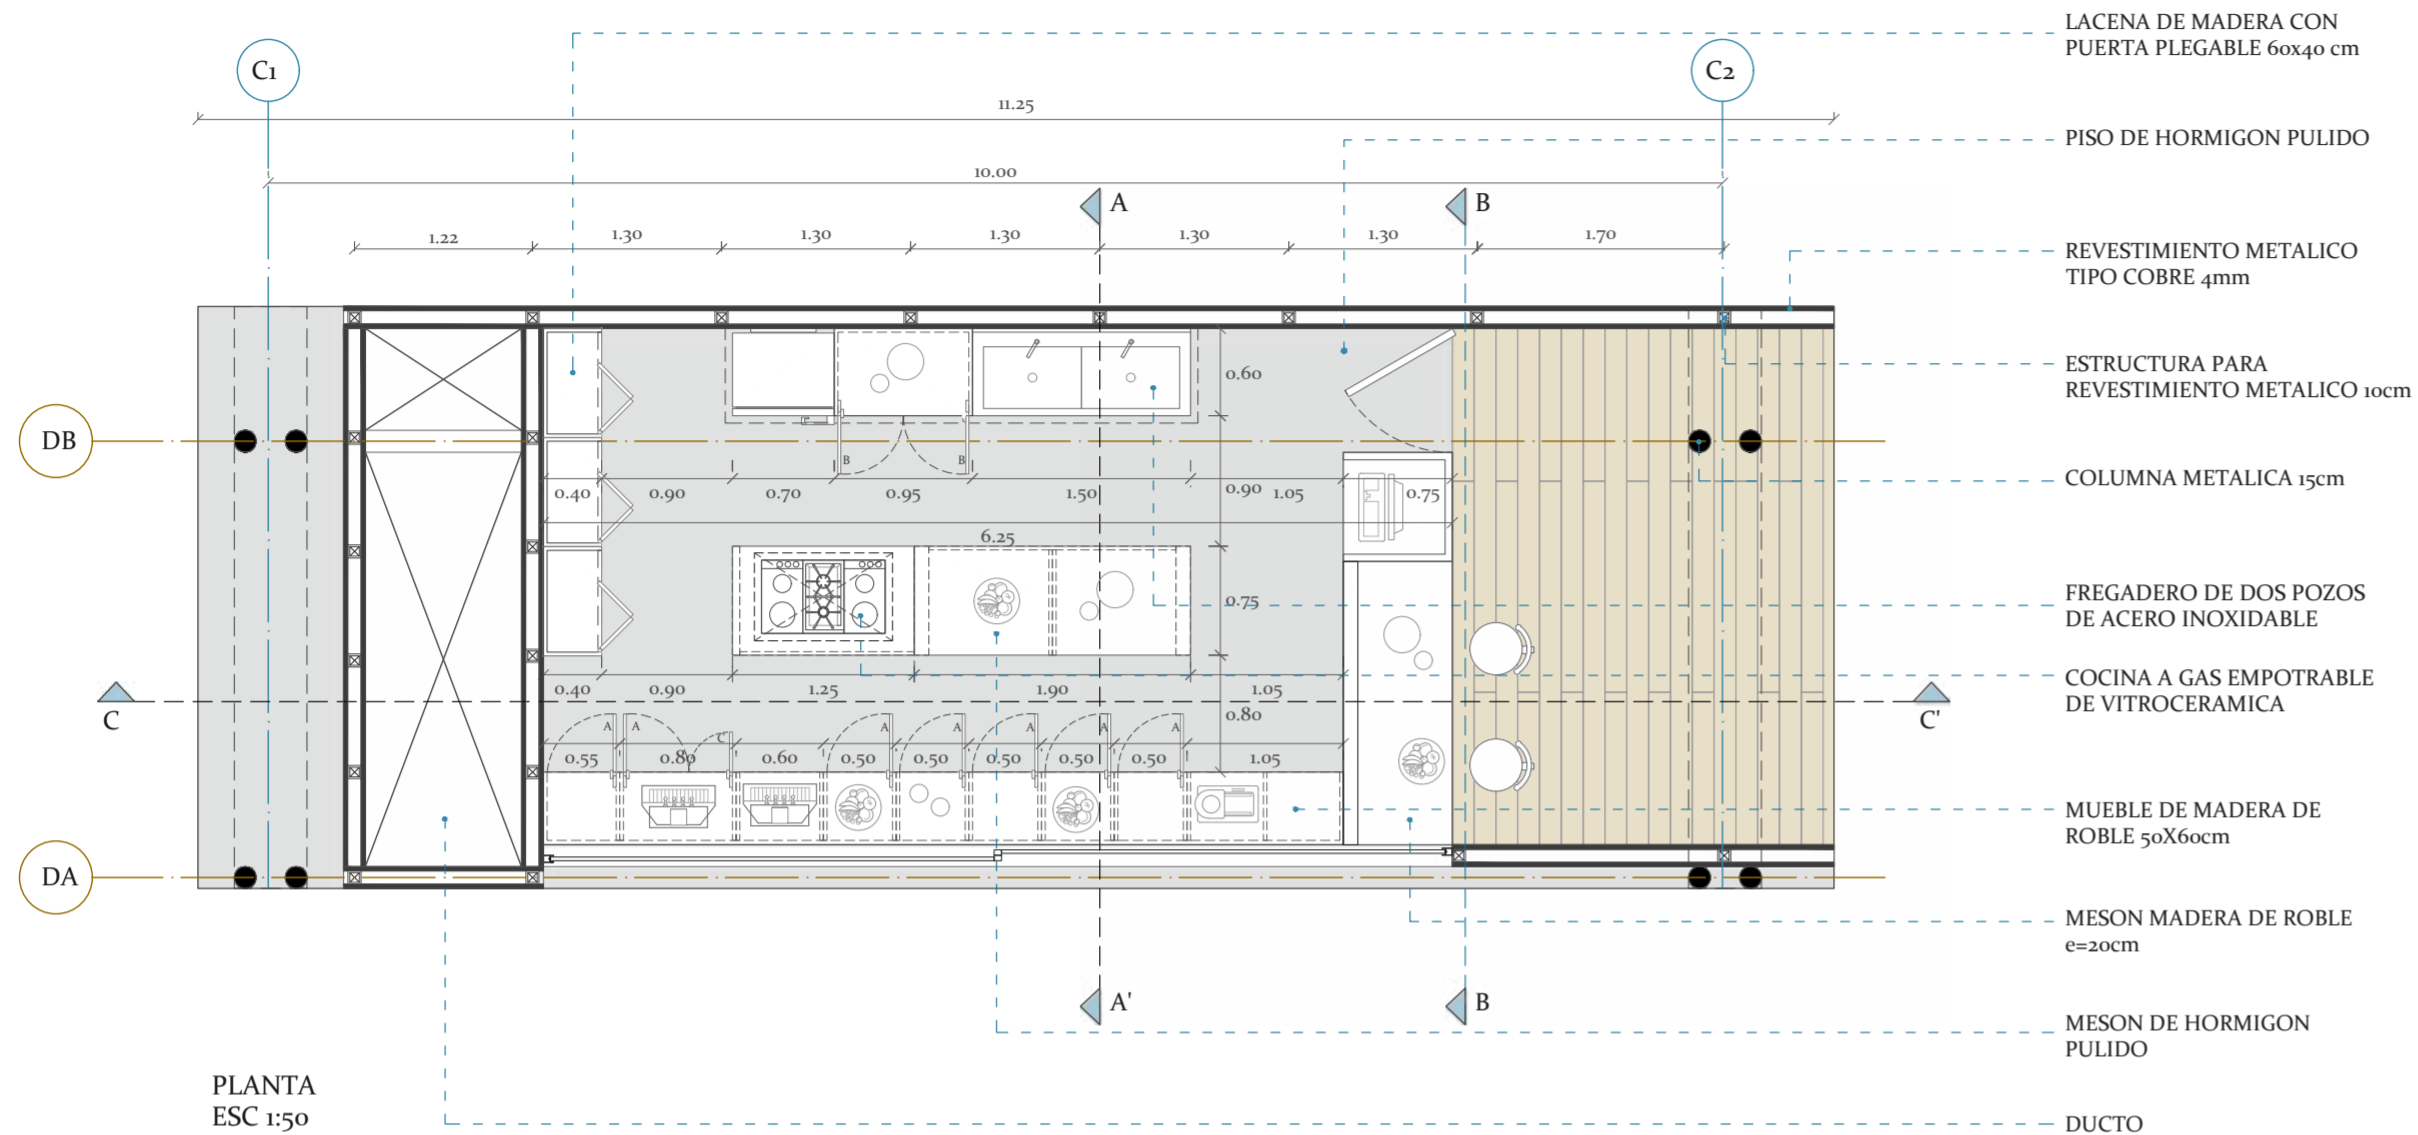 LACENA DE MADERA CON
PUERTA PLEGABLE 60x40 cm
C1
C2
11.25
PISO DE HORMIGON PULIDO
10.00
A
B
1.22
1.30
1.30
1.30
1.30
1.30
1.70
REVESTIMIENTO METALICO
TIPO COBRE 4mm
ESTRUCTURA PARA
REVESTIMIENTO METALICO 10cm
0.60
DB
B
B
COLUMNA METALICA 15cm
0.40
0.90
0.70
0.95
1.50
0.90
1.05
0.75
6.25
0.75
FREGADERO DE DOS POZOS
DE ACERO INOXIDABLE
COCINA A GAS EMPOTRABLE
DE VITROCERAMICA
0.40
0.90
1.25
1.90
1.05
0.80
C
C'
A
A
C
A
A
A
A
A
0.55
0.80
0.60
0.50
0.50
0.50
0.50
0.50
1.05
MUEBLE DE MADERA DE
ROBLE 50X60cm
DA
MESON MADERA DE ROBLE
e=20cm
A'
B
MESON DE HORMIGON
PULIDO
PLANTA
ESC 1:50
DUCTO